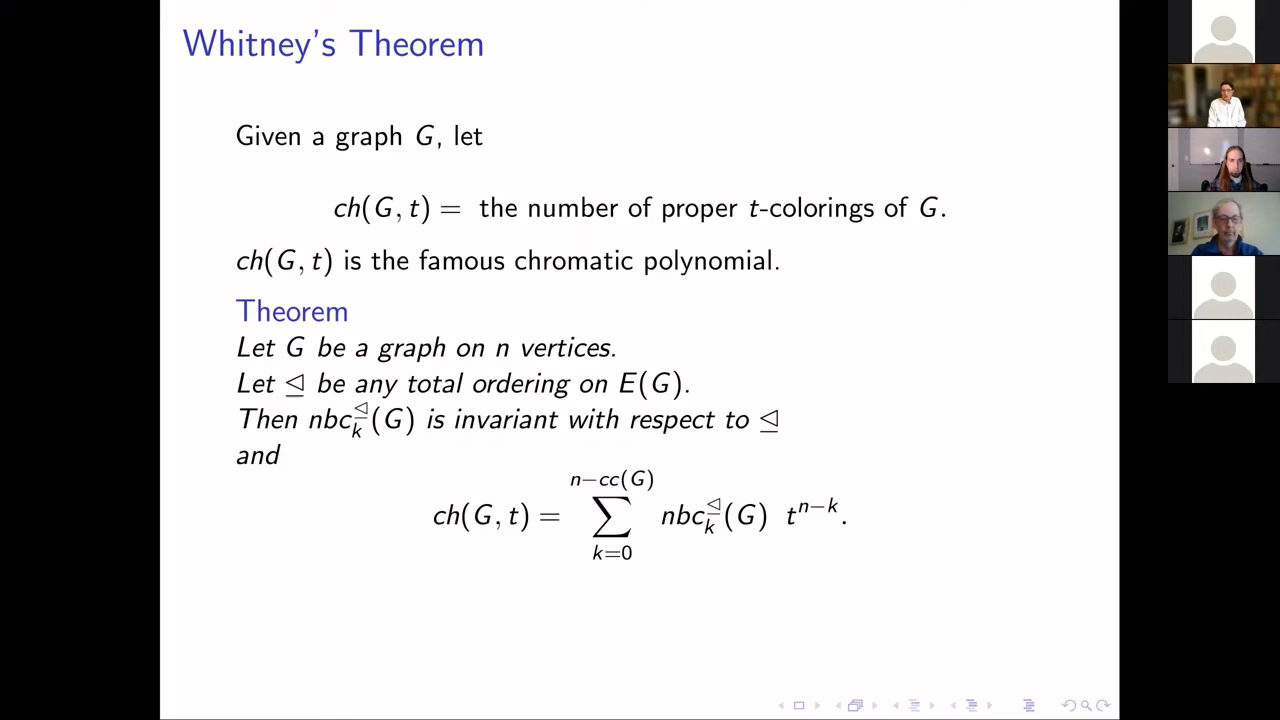 Whitney's Theorem
Given a graph G, let
ch(G, t) = the number of proper t-colorings of G.
ch(G, t) is the famous chromatic polynomial.
Theorem
Let G be a graph on n vertices.
Let ⊴ be any total ordering on E(G).
Then nbc_k^⊴(G) is invariant with respect to ⊴
and
ch(G, t) = ∑_{k=0}^{n−cc(G)} nbc_k^⊴(G) t^{n−k}.